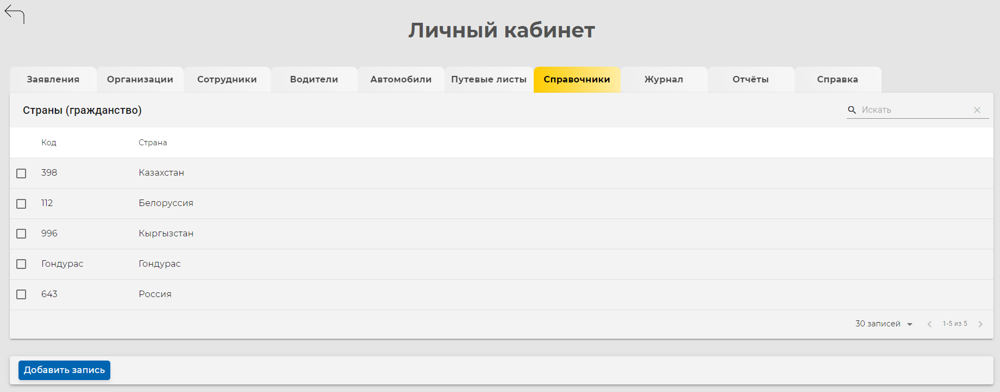 Личный кабинет
Заявления Организации Сотрудники Водители Автомобили Путевые листы Справочники Журнал Отчёты Справка
Страны (гражданство) Искать
Код Страна
398 Казахстан
112 Белоруссия
996 Кыргызстан
Гондурас Гондурас
643 Россия
30 записей 1-5 из 5
Добавить запись